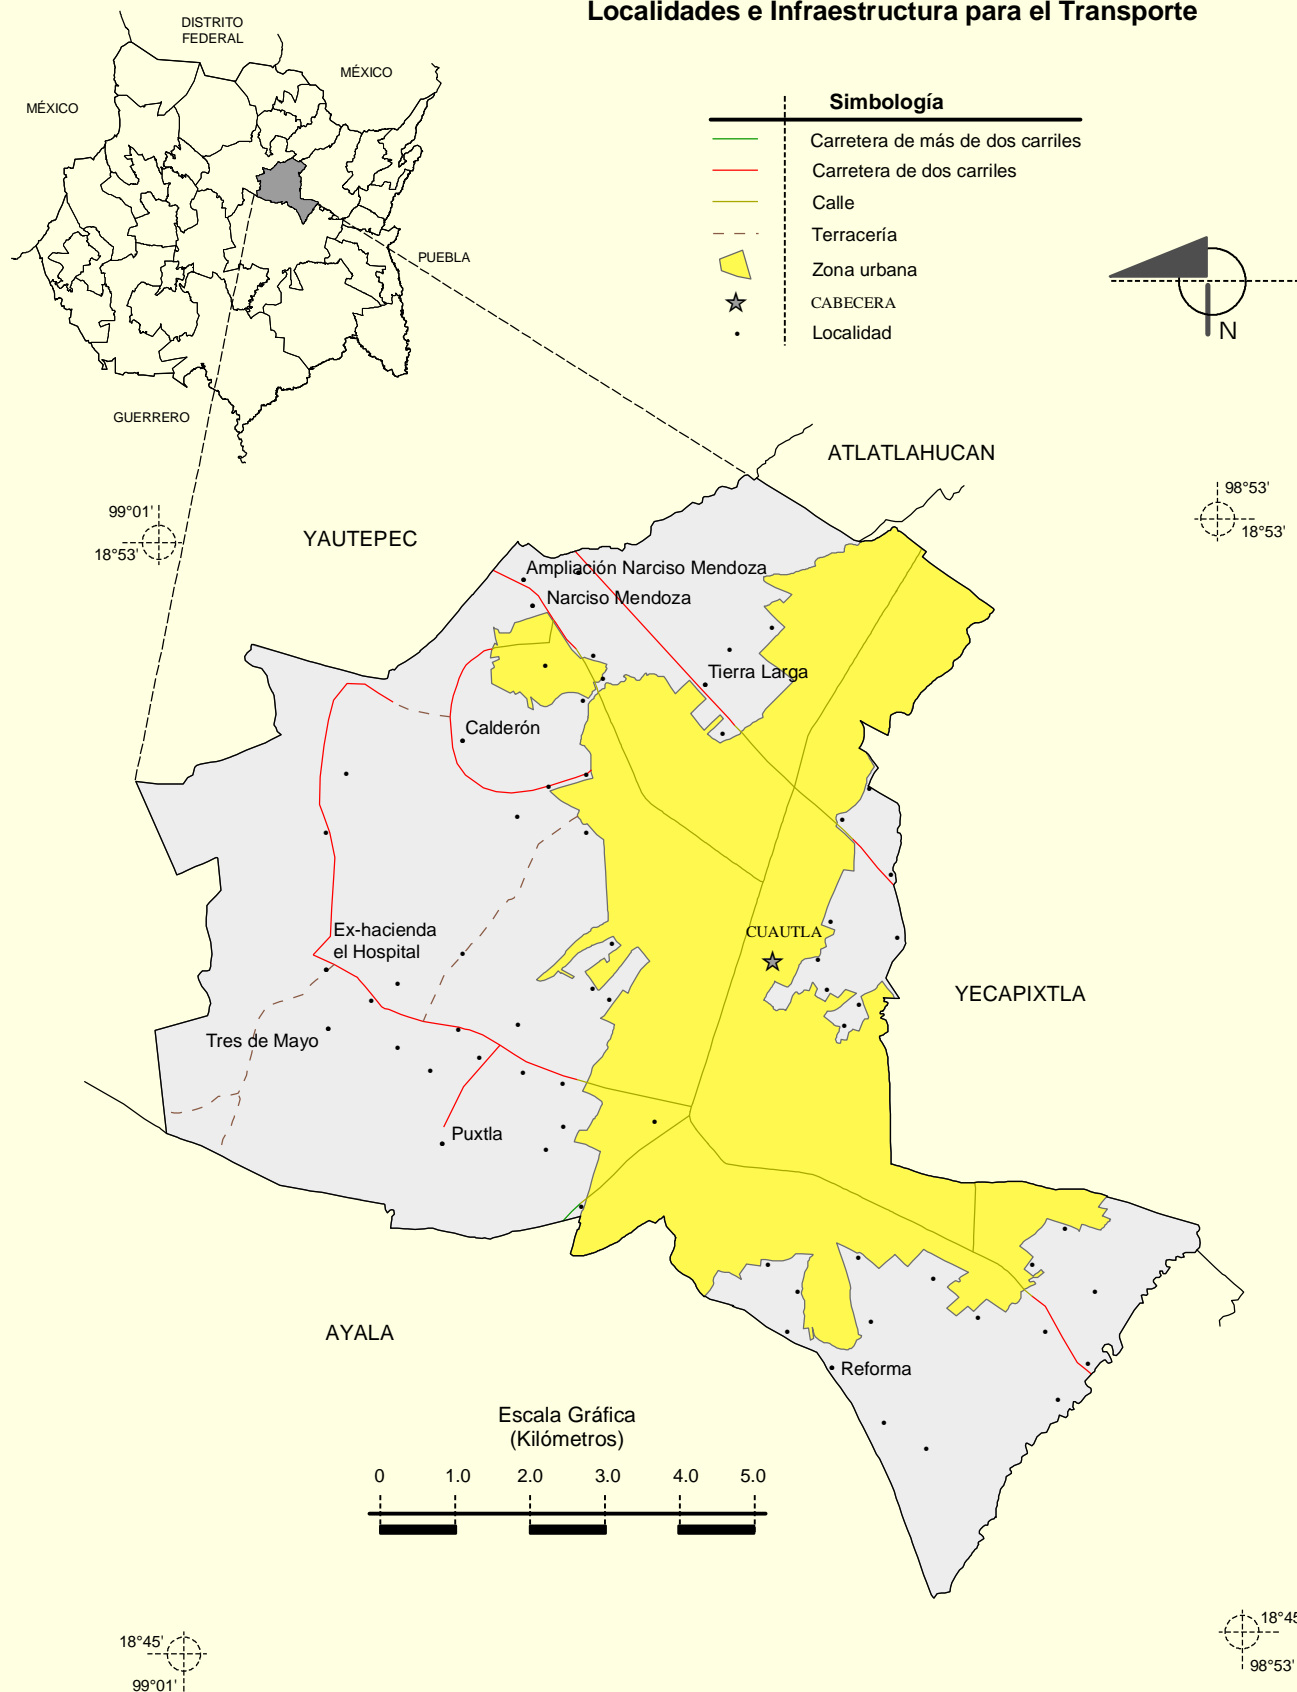 Localidades e Infraestructura para el Transporte
DISTRITO
FEDERAL
MÉXICO
MÉXICO
PUEBLA
GUERRERO
Simbología
Carretera de más de dos carriles
Carretera de dos carriles
Calle
Terracería
Zona urbana
CABECERA
Localidad
N
ATLATLAHUCAN
YAUTEPEC
99°01'
18°53'
98°53'
18°53'
Ampliación Narciso Mendoza
Narciso Mendoza
Tierra Larga
Calderón
Ex-hacienda
el Hospital
CUAUTLA
YECAPIXTLA
Tres de Mayo
Puxtla
AYALA
Reforma
Escala Gráfica
(Kilómetros)
0 1.0 2.0 3.0 4.0 5.0
18°45'
99°01'
18°45'
98°53'